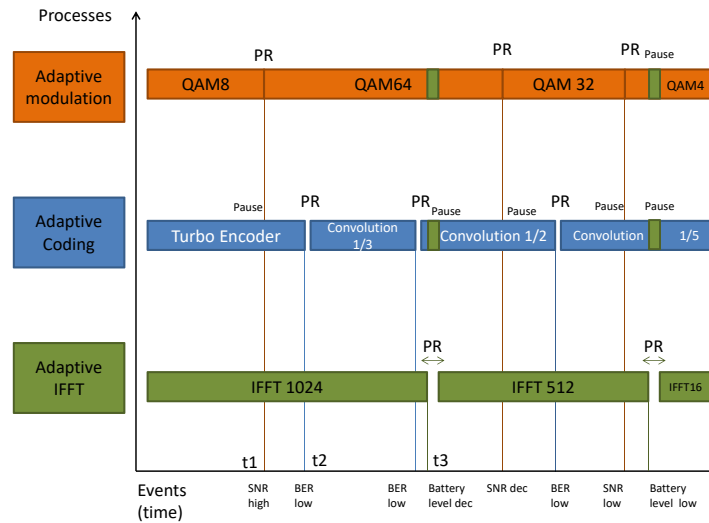 Processes
PR
PR
PR
Pause
Adaptive
modulation
QAM8
QAM64
QAM 32
QAM4
Pause
PR
PR
Pause
Pause
PR
Pause
Pause
Adaptive
Coding
Turbo Encoder
Convolution
1/3
Convolution 1/2
Convolution
1/5
PR
PR
Adaptive
IFFT
IFFT 1024
IFFT 512
IFFT16
t1
t2
t3
Events
(time)
SNR
high
BER
low
BER
low
Battery
level dec
SNR dec
BER
low
SNR
low
Battery
level low